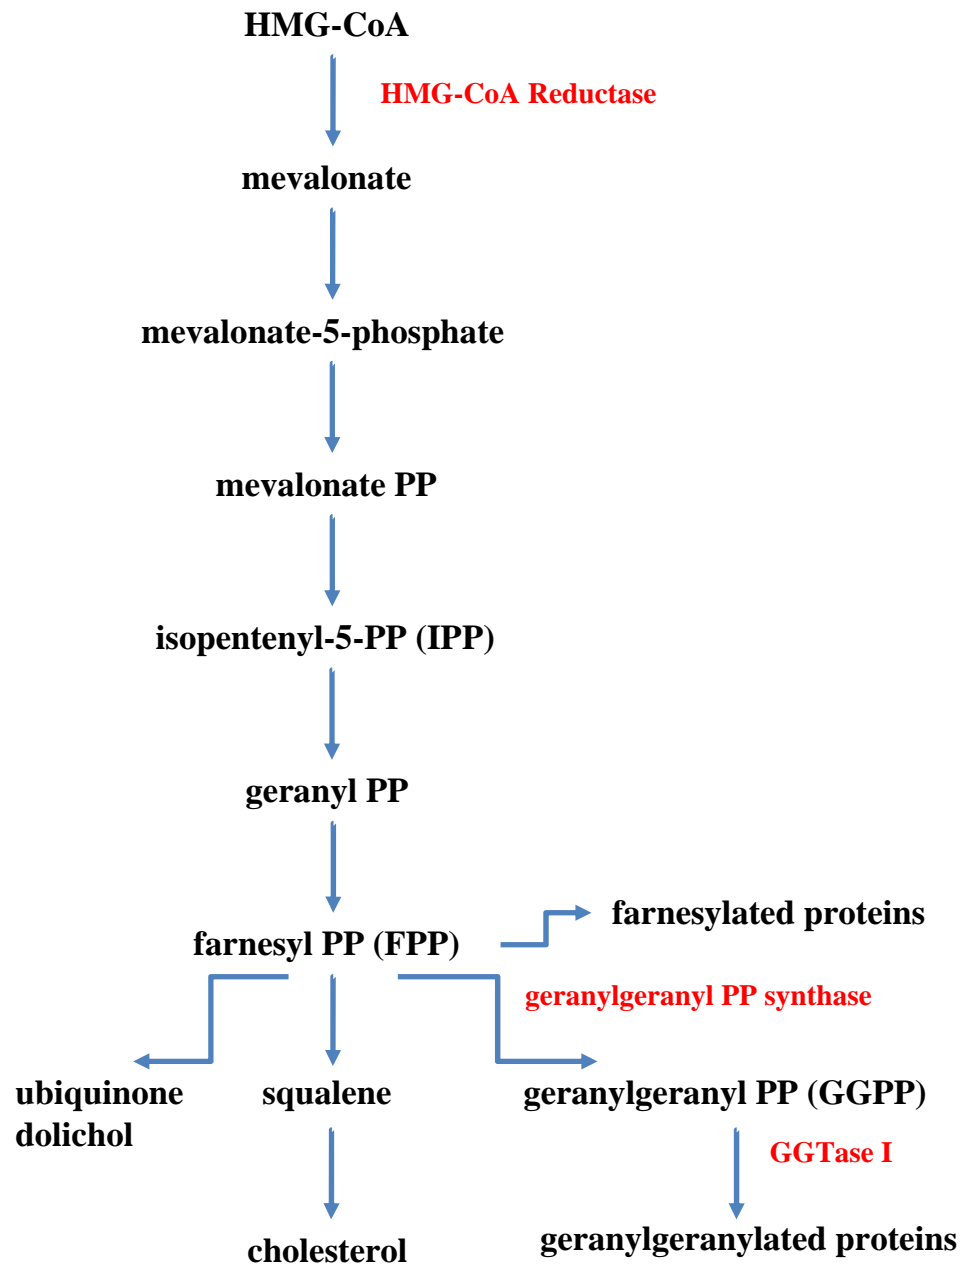 HMG-CoA
HMG-CoA Reductase
mevalonate
mevalonate-5-phosphate
mevalonate PP
isopentenyl-5-PP (IPP)
geranyl PP
farnesylated proteins
farnesyl PP (FPP)
geranylgeranyl PP synthase
ubiquinone
dolichol
squalene
geranylgeranyl PP (GGPP)
GGTase I
cholesterol
geranylgeranylated proteins